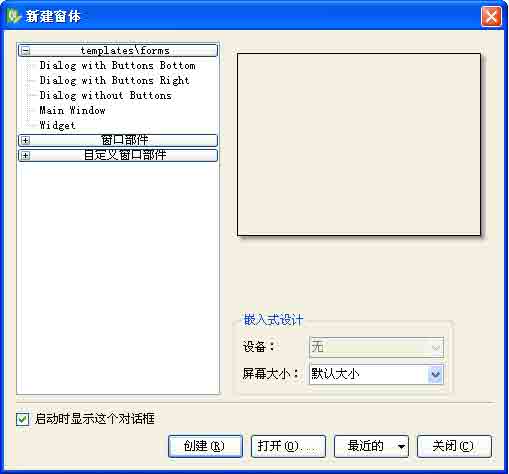 新建窗体
templates\forms
Dialog with Buttons Bottom
Dialog with Buttons Right
Dialog without Buttons
Main Window
Widget
窗口部件
自定义窗口部件
嵌入式设计
设备： 无
屏幕大小： 默认大小
启动时显示这个对话框
创建(R) 打开(O)... 最近的 关闭(C)